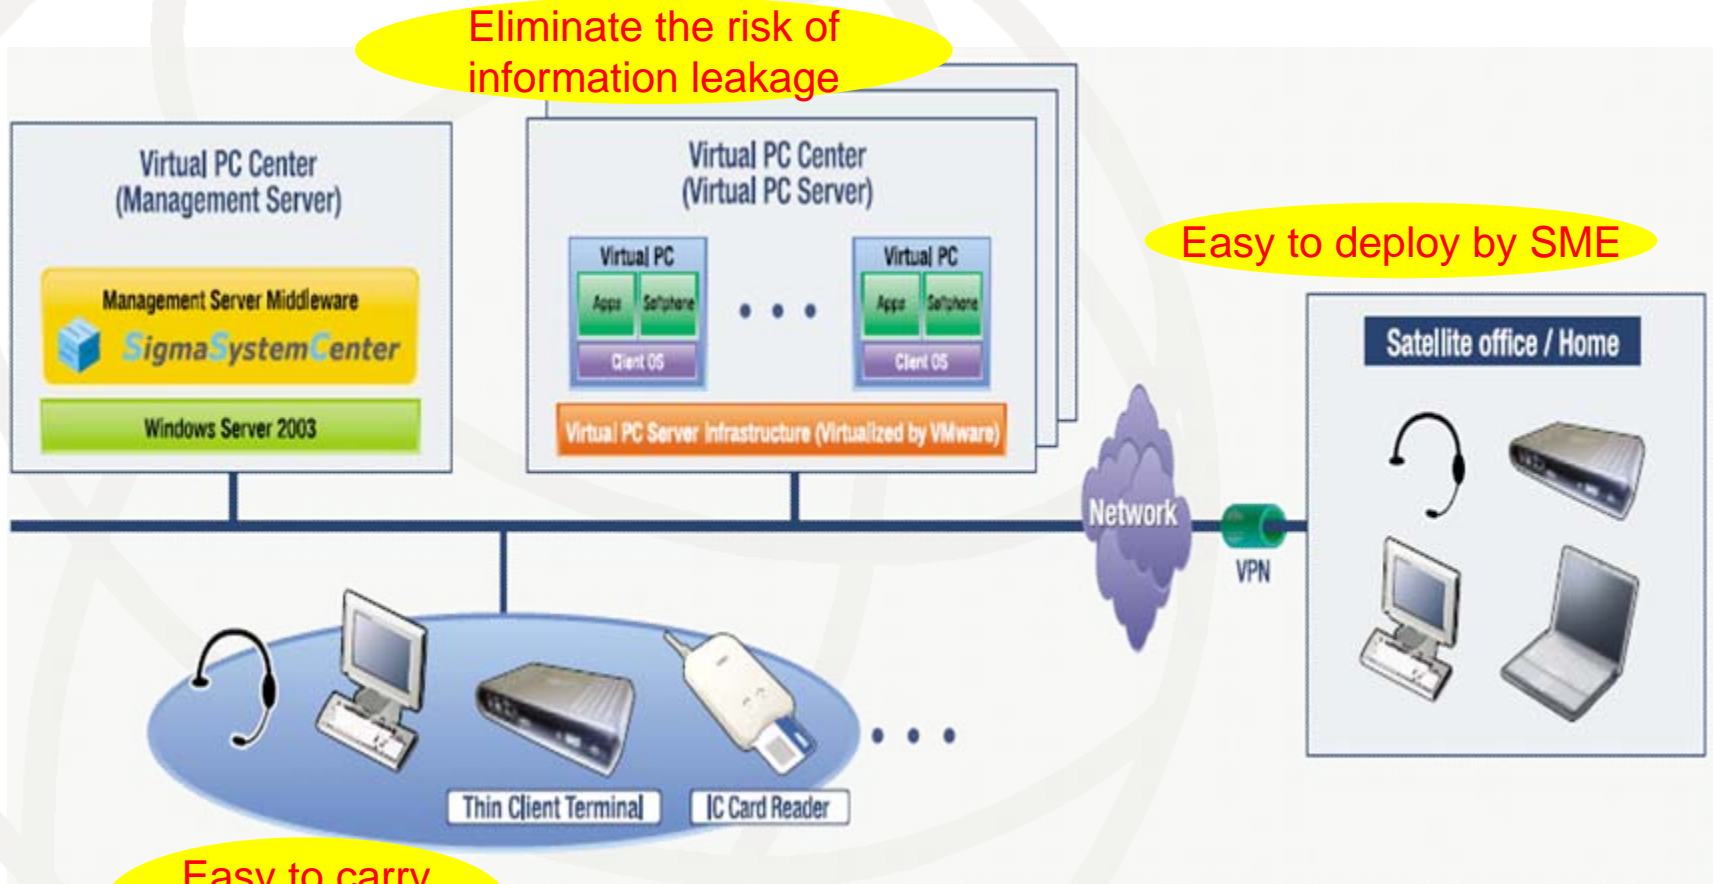 Eliminate the risk of
information leakage
Virtual PC Center
(Management Server)
Management Server Middleware
SigmaSystemCenter
Windows Server 2003
Virtual PC Center
(Virtual PC Server)
Virtual PC
Apps
Softphone
Client OS
Virtual PC
Apps
Softphone
Client OS
Virtual PC Server Infrastructure (Virtualized by VMware)
Easy to deploy by SME
Satellite office / Home
Network
VPN
Thin Client Terminal
IC Card Reader
Easy to carry